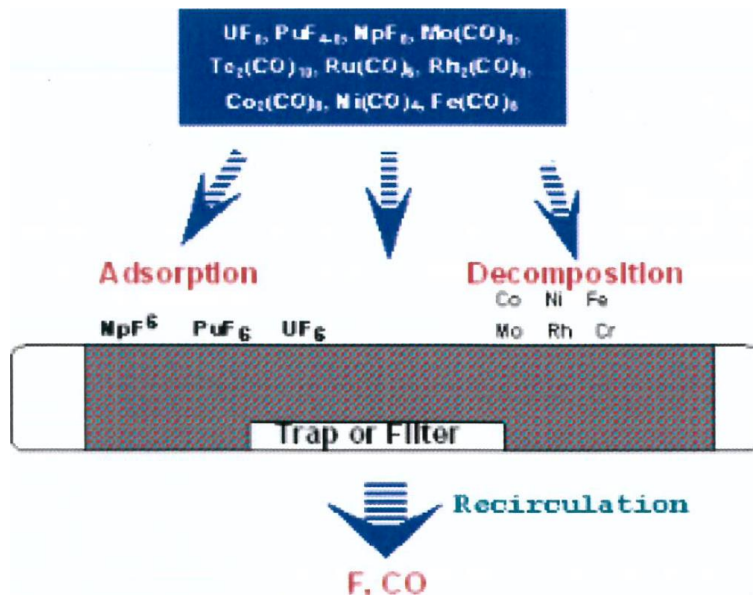 UF₆, PuF₄₋₆, NpF₆, Mo(CO)₆,
Tc₂(CO)₁₀, Ru(CO)₅, Rh₂(CO)₈,
Co₂(CO)₈, Ni(CO)₄, Fe(CO)₆
Adsorption
Decomposition
Co Ni Fe
NpF⁶ PuF₆ UF₆
Mo Rh Cr
Trap or Filter
Recirculation
F, CO